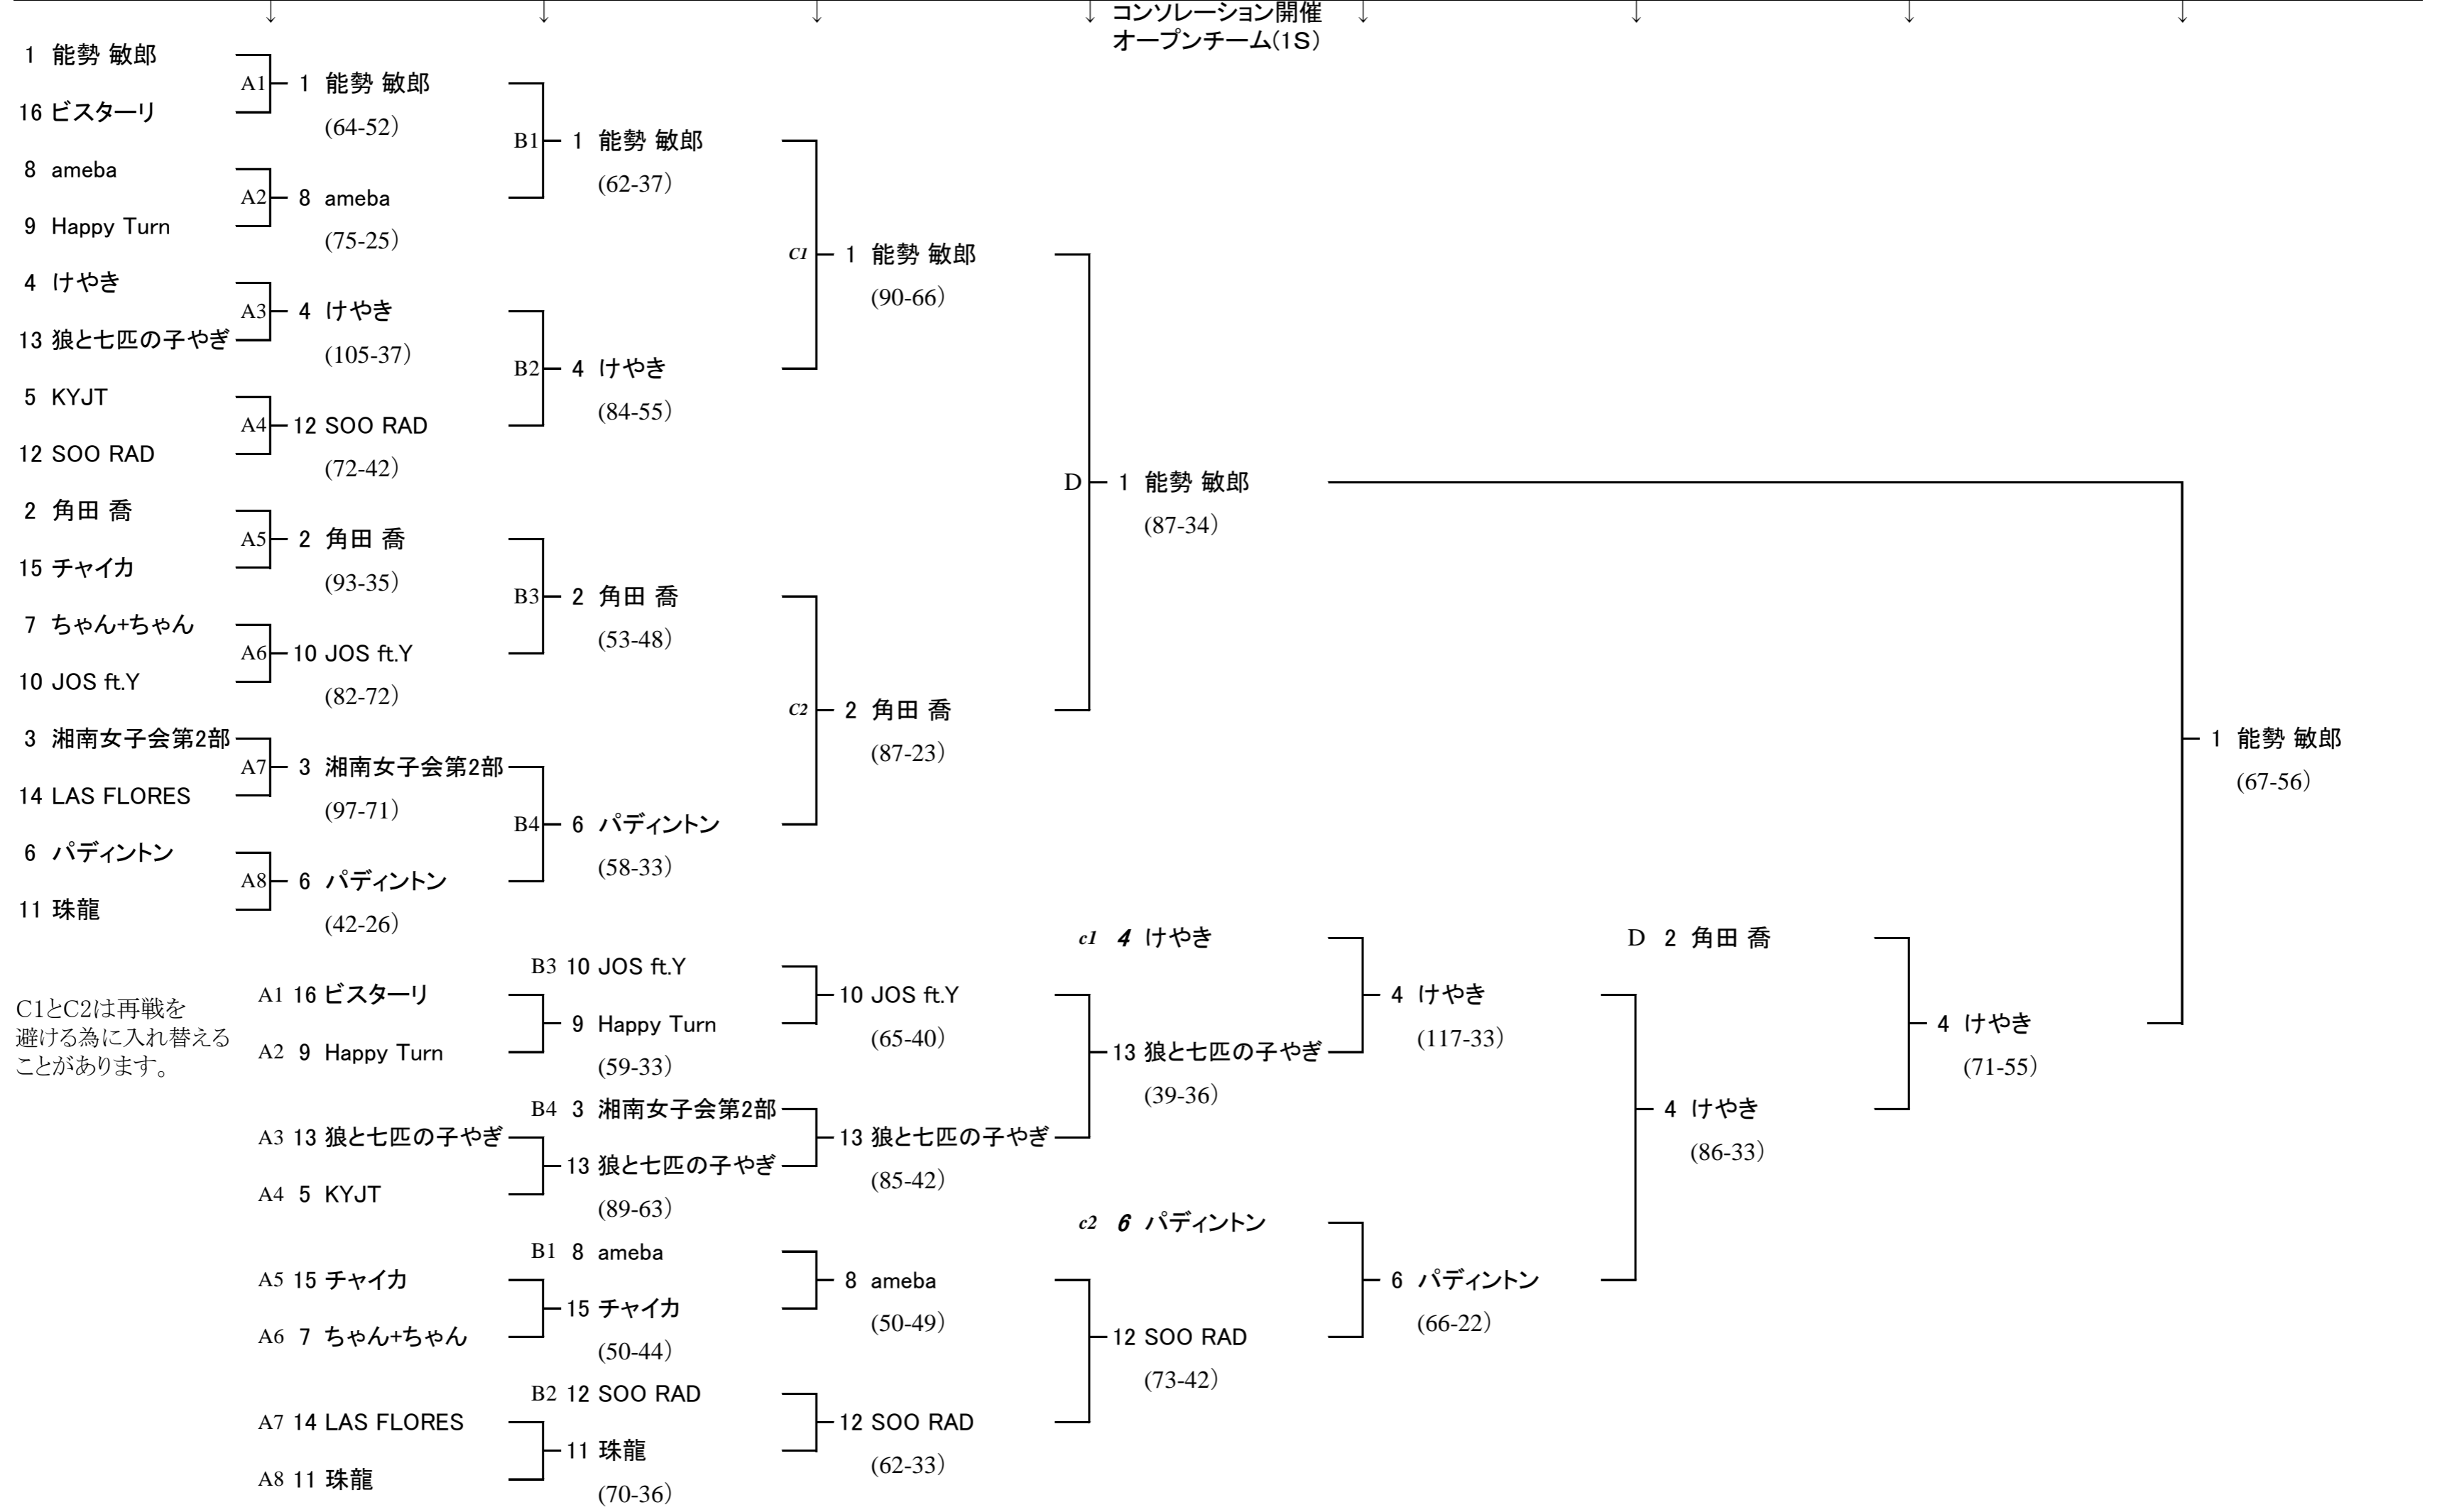 ↓ ↓ ↓ ↓ コンソレーション開催 ↓ ↓ ↓ ↓
オープンチーム(1S)
1 能勢 敏郎
A1 1 能勢 敏郎
16 ビスターリ
(64-52)
B1 1 能勢 敏郎
8 ameba
(62-37)
A2 8 ameba
9 Happy Turn
(75-25)
C1 1 能勢 敏郎
4 けやき
(90-66)
A3 4 けやき
13 狼と七匹の子やぎ
(105-37)
B2 4 けやき
5 KYJT
(84-55)
A4 12 SOO RAD
12 SOO RAD
(72-42)
D 1 能勢 敏郎
2 角田 喬
(87-34)
A5 2 角田 喬
15 チャイカ
(93-35)
B3 2 角田 喬
7 ちゃん+ちゃん
(53-48)
A6 10 JOS ft.Y
10 JOS ft.Y
(82-72)
C2 2 角田 喬
3 湘南女子会第2部
1 能勢 敏郎
(87-23)
A7 3 湘南女子会第2部
(67-56)
14 LAS FLORES
(97-71)
B4 6 パディントン
6 パディントン
(58-33)
A8 6 パディントン
11 珠龍
(42-26)
c1 4 けやき
D 2 角田 喬
B3 10 JOS ft.Y
A1 16 ビスターリ
10 JOS ft.Y
4 けやき
C1とC2は再戦を
避ける為に入れ替える
ことがあります。
9 Happy Turn
4 けやき
(65-40)
(117-33)
A2 9 Happy Turn
13 狼と七匹の子やぎ
(59-33)
(71-55)
(39-36)
B4 3 湘南女子会第2部
4 けやき
A3 13 狼と七匹の子やぎ
13 狼と七匹の子やぎ
(86-33)
13 狼と七匹の子やぎ
(85-42)
A4 5 KYJT
(89-63)
c2 6 パディントン
B1 8 ameba
A5 15 チャイカ
8 ameba
6 パディントン
15 チャイカ
(50-49)
(66-22)
A6 7 ちゃん+ちゃん
12 SOO RAD
(50-44)
(73-42)
B2 12 SOO RAD
A7 14 LAS FLORES
12 SOO RAD
11 珠龍
(62-33)
A8 11 珠龍
(70-36)